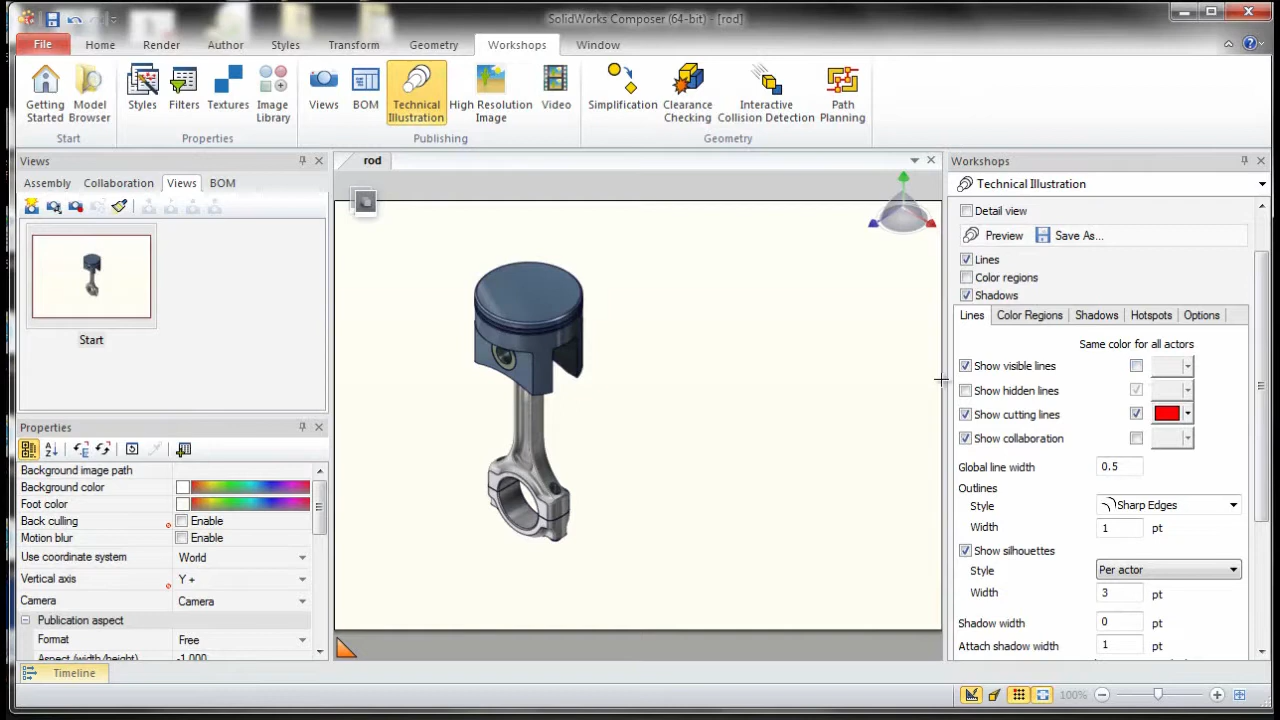 SolidWorks Composer (64-bit) - [rod]
File Home Render Author Styles Transform Geometry Workshops Window
Getting Started
Model Browser
Styles
Filters
Textures
Image Library
Views
BOM
Technical Illustration
High Resolution Image
Video
Simplification
Clearance Checking
Interactive Collision Detection
Path Planning
Start
Properties
Publishing
Geometry
Views
Assembly Collaboration Views BOM
Start
Properties
Background image path
Background color
Foot color
Back culling Enable
Motion blur Enable
Use coordinate system World
Vertical axis Y +
Camera Camera
Publication aspect
Format Free
Aspect (width/height) -1.000
Timeline
rod
Workshops
Technical Illustration
Detail view
Preview Save As...
Lines
Color regions
Shadows
Lines Color Regions Shadows Hotspots Options
Same color for all actors
Show visible lines
Show hidden lines
Show cutting lines
Show collaboration
Global line width 0.5
Outlines
Style Sharp Edges
Width 1 pt
Show silhouettes
Style Per actor
Width 3 pt
Shadow width 0 pt
Attach shadow width 1 pt
100%